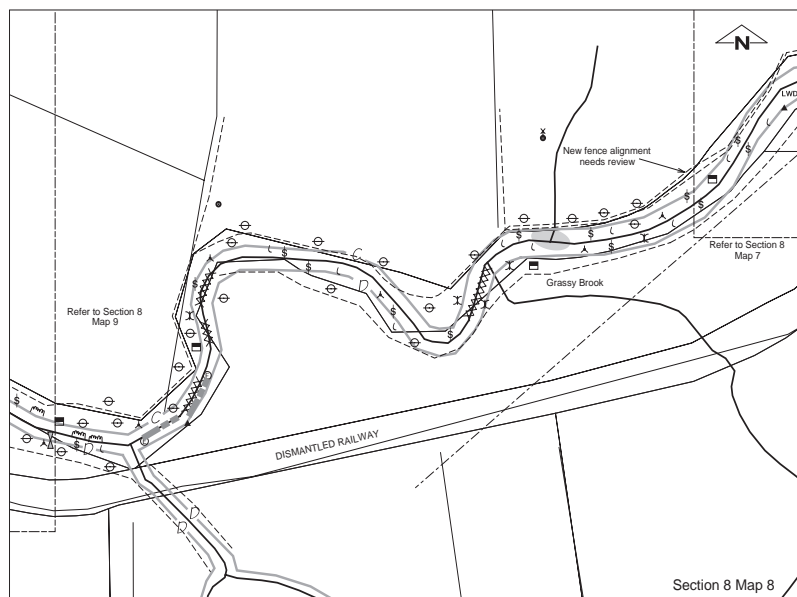 N
LWD
New fence alignment
needs review
Refer to Section 8
Map 7
Grassy Brook
Refer to Section 8
Map 9
DISMANTLED RAILWAY
Section 8 Map 8